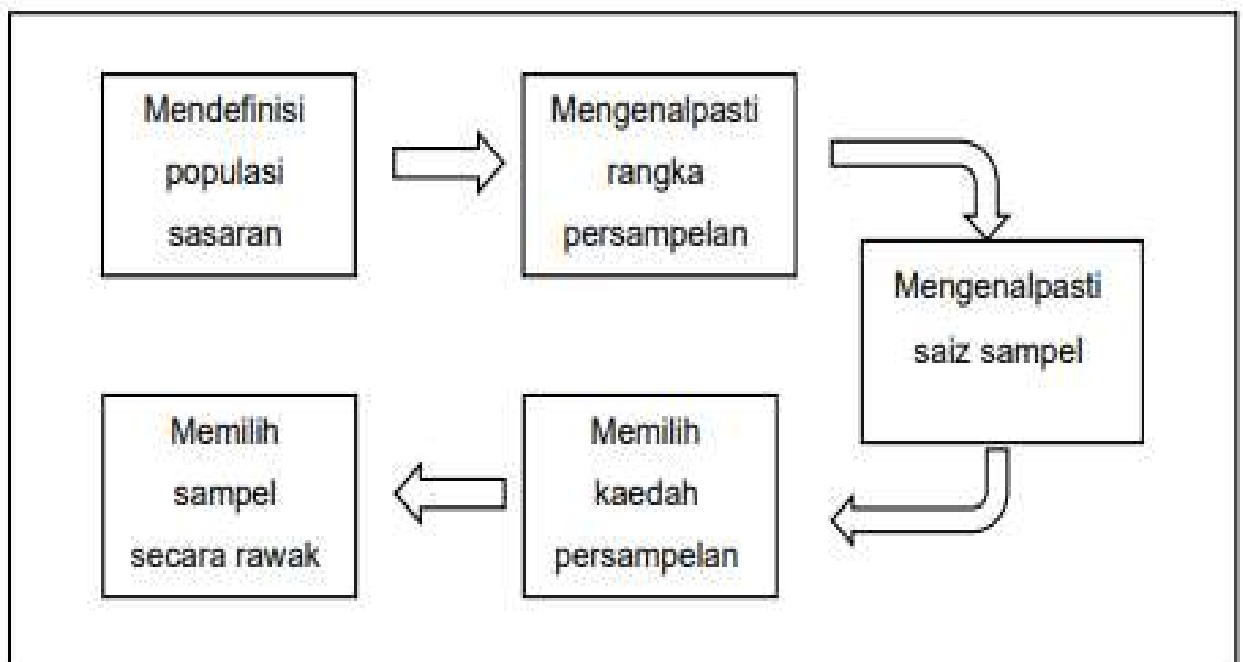 Mendefinisi
populasi
sasaran
Mengenalpasti
rangka
persampelan
Mengenalpasti
saiz sampel
Memilih
kaedah
persampelan
Memilih
sampel
secara rawak